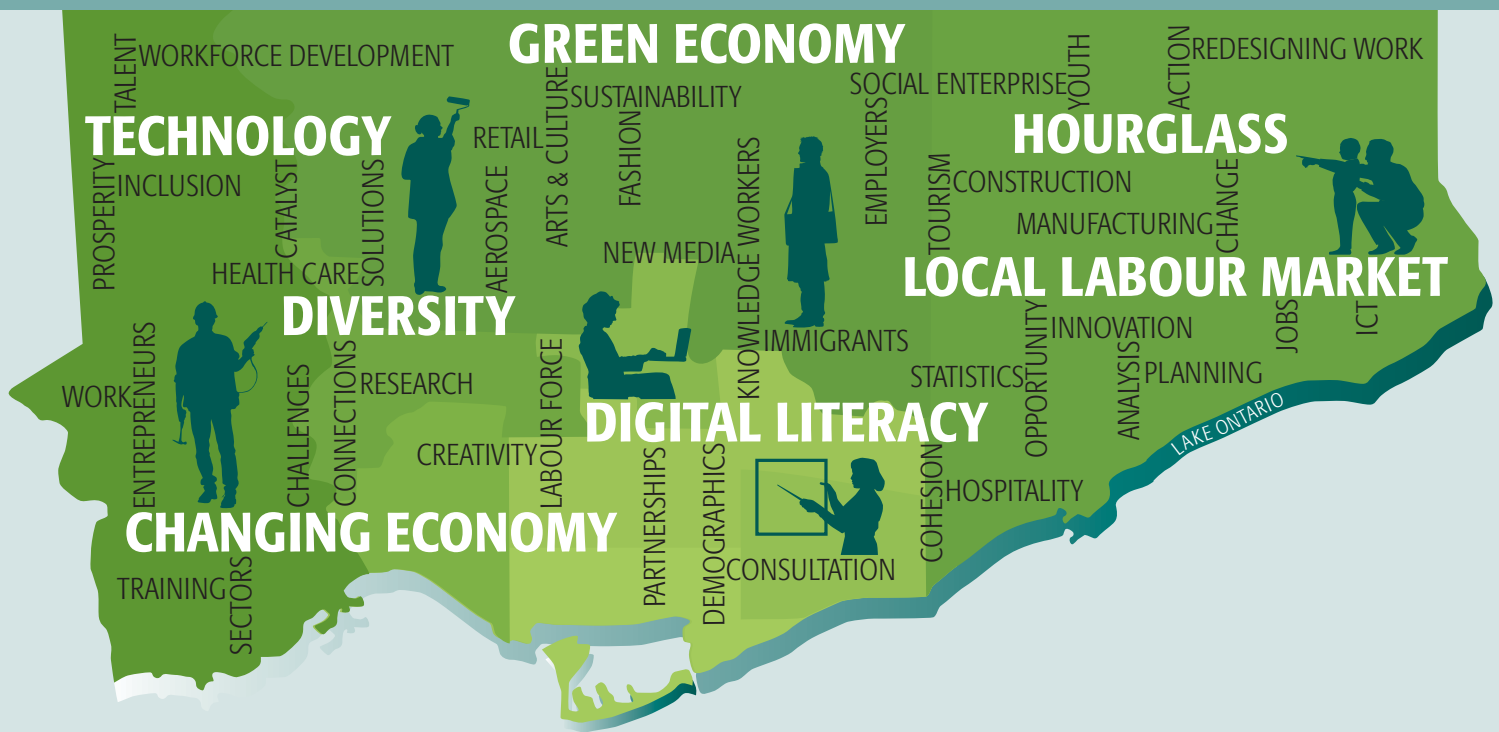 GREEN ECONOMY
TALENT
WORKFORCE DEVELOPMENT
YOUTH
ACTION
REDESIGNING WORK
ARTS & CULTURE
SUSTAINABILITY
SOCIAL ENTERPRISE
TECHNOLOGY
RETAIL
FASHION
EMPLOYERS
HOURGLASS
PROSPERITY
INCLUSION
CATALYST
SOLUTIONS
AEROSPACE
KNOWLEDGE WORKERS
TOURISM
CONSTRUCTION
MANUFACTURING
CHANGE
HEALTH CARE
NEW MEDIA
LOCAL LABOUR MARKET
DIVERSITY
IMMIGRANTS
OPPORTUNITY
INNOVATION
JOBS
ICT
ENTREPRENEURS
WORK
CHALLENGES
CONNECTIONS
RESEARCH
LABOUR FORCE
STATISTICS
ANALYSIS
PLANNING
DIGITAL LITERACY
LAKE ONTARIO
CREATIVITY
PARTNERSHIPS
DEMOGRAPHICS
COHESION
HOSPITALITY
CHANGING ECONOMY
CONSULTATION
TRAINING
SECTORS